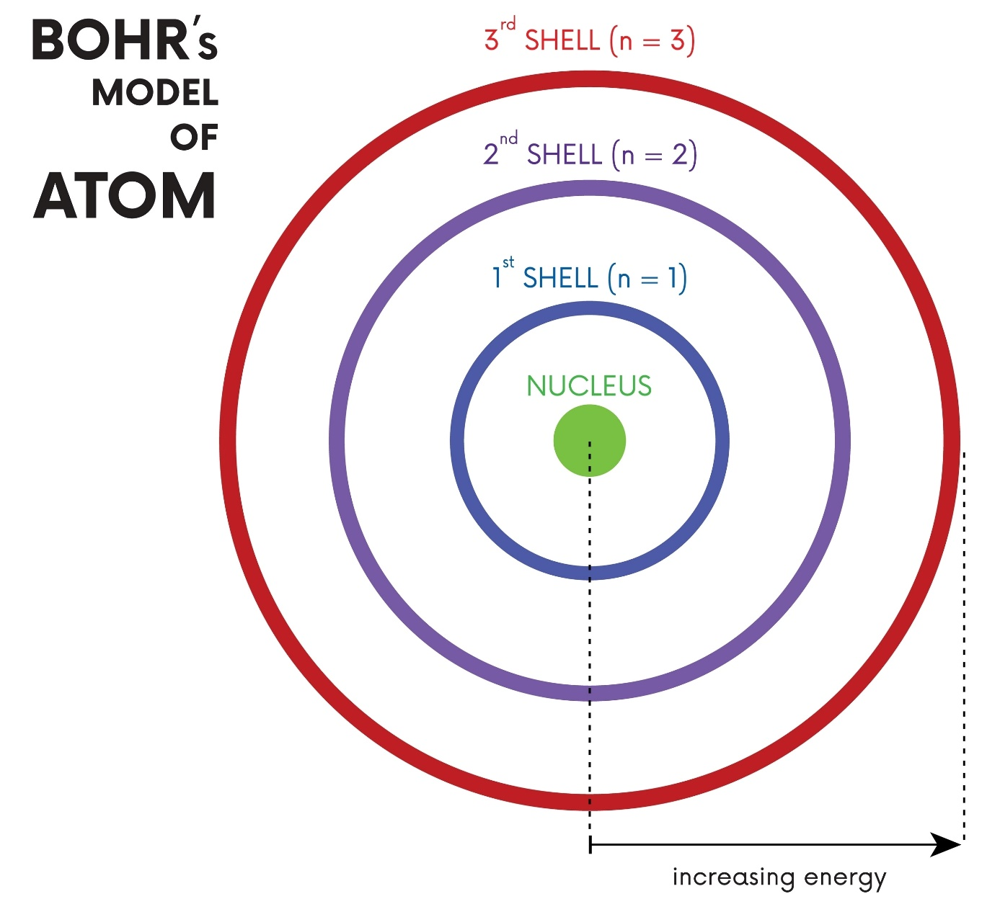 BOHR's
MODEL
OF
ATOM
3rd SHELL (n = 3)
2nd SHELL (n = 2)
1st SHELL (n = 1)
NUCLEUS
increasing energy